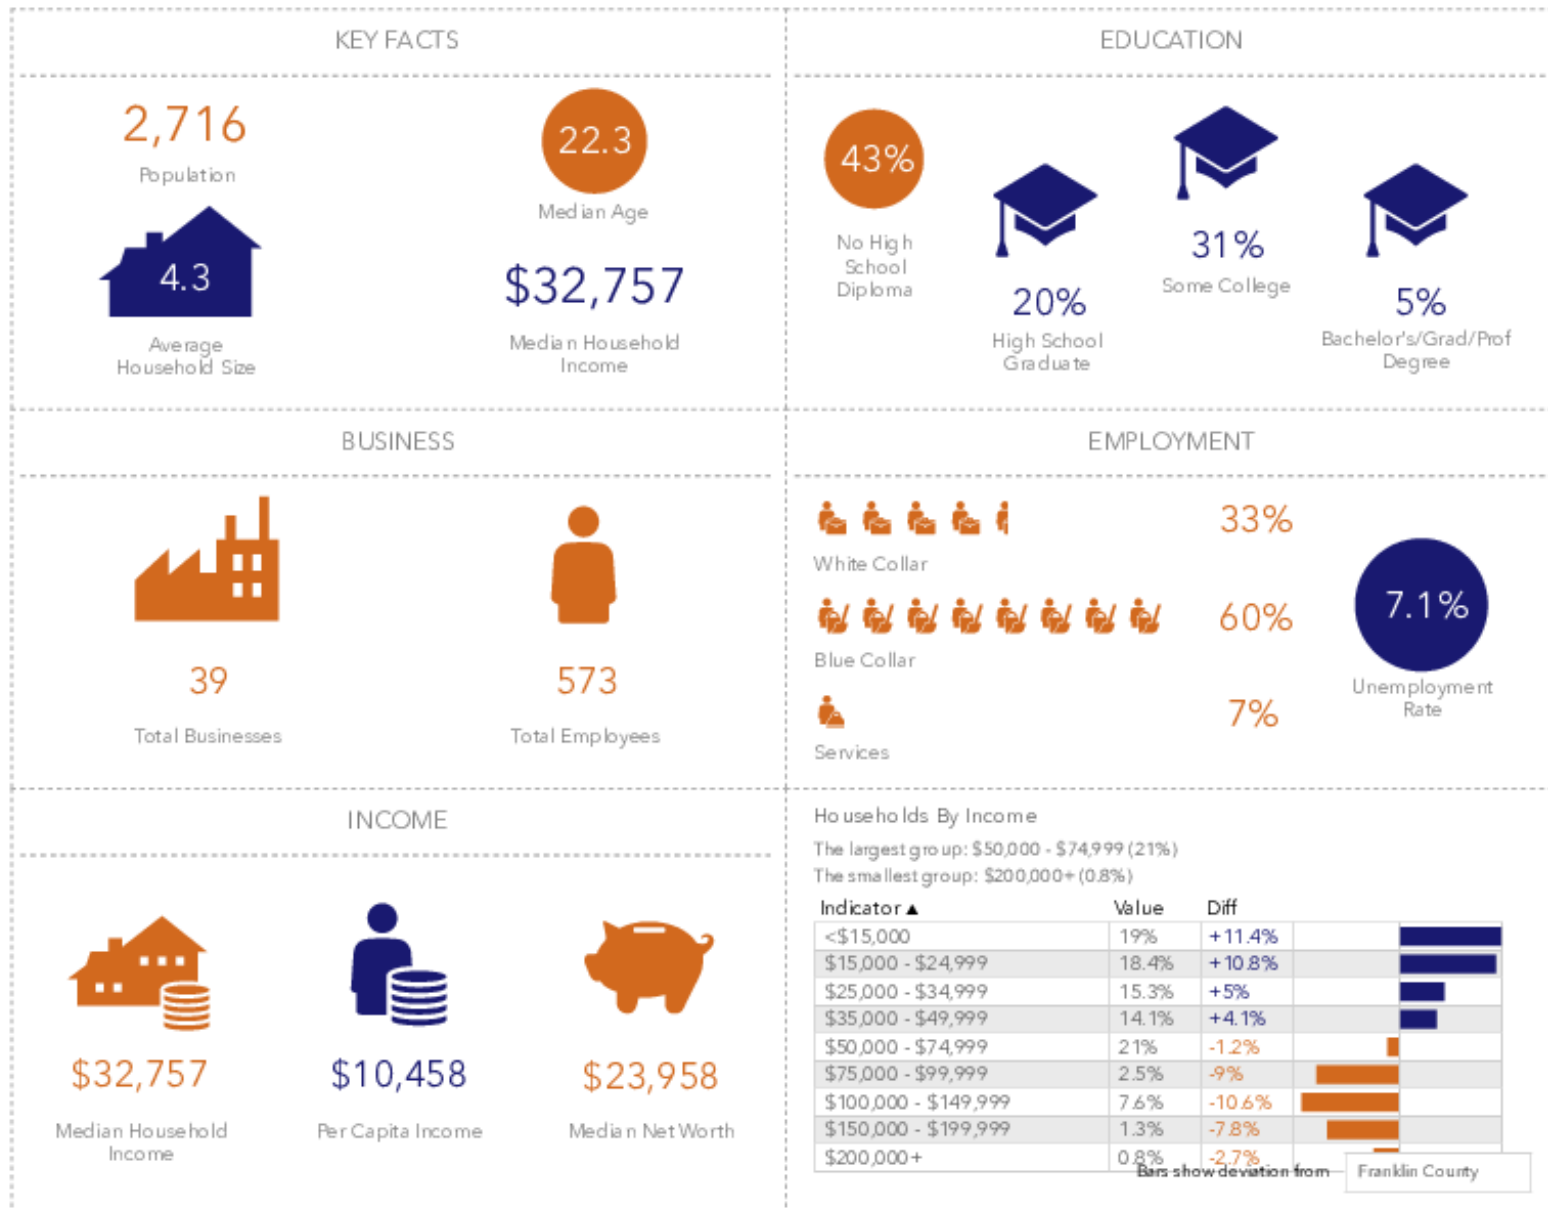 KEY FACTS
2,716
Population
22.3
Median Age
4.3
Average
Household Size
$32,757
Median Household
Income
EDUCATION
43%
No High
School
Diploma
20%
High School
Graduate
31%
Some College
5%
Bachelor's/Grad/Prof
Degree
BUSINESS
39
Total Businesses
573
Total Employees
EMPLOYMENT
33%
White Collar
60%
Blue Collar
7%
Services
7.1%
Unemployment
Rate
INCOME
$32,757
Median Household
Income
$10,458
Per Capita Income
$23,958
Median Net Worth
Households By Income
The largest group: $50,000 - $74,999 (21%)
The smallest group: $200,000+ (0.8%)
Indicator ▲ Value Diff
<$15,000 19% +11.4%
$15,000 - $24,999 18.4% +10.8%
$25,000 - $34,999 15.3% +5%
$35,000 - $49,999 14.1% +4.1%
$50,000 - $74,999 21% -1.2%
$75,000 - $99,999 2.5% -9%
$100,000 - $149,999 7.6% -10.6%
$150,000 - $199,999 1.3% -7.8%
$200,000+ 0.8% -2.7%
Bars show deviation from Franklin County